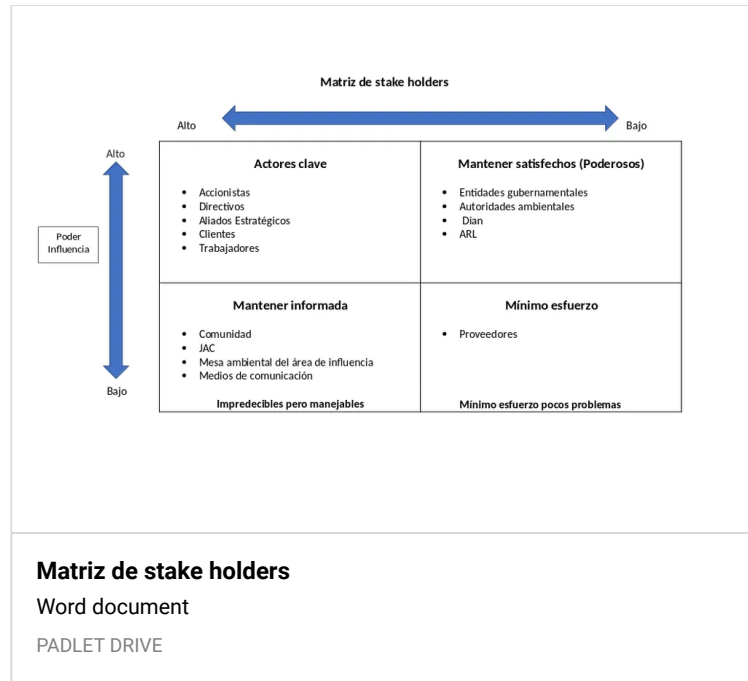 Matriz de stake holders
Alto
Bajo
Alto
Poder
Influencia
Bajo
Actores clave
• Accionistas
• Directivos
• Aliados Estratégicos
• Clientes
• Trabajadores
Mantener satisfechos (Poderosos)
• Entidades gubernamentales
• Autoridades ambientales
• Dian
• ARL
Mantener informada
• Comunidad
• JAC
• Mesa ambiental del área de influencia
• Medios de comunicación
Impredecibles pero manejables
Mínimo esfuerzo
• Proveedores
Mínimo esfuerzo pocos problemas
Matriz de stake holders
Word document
PADLET DRIVE